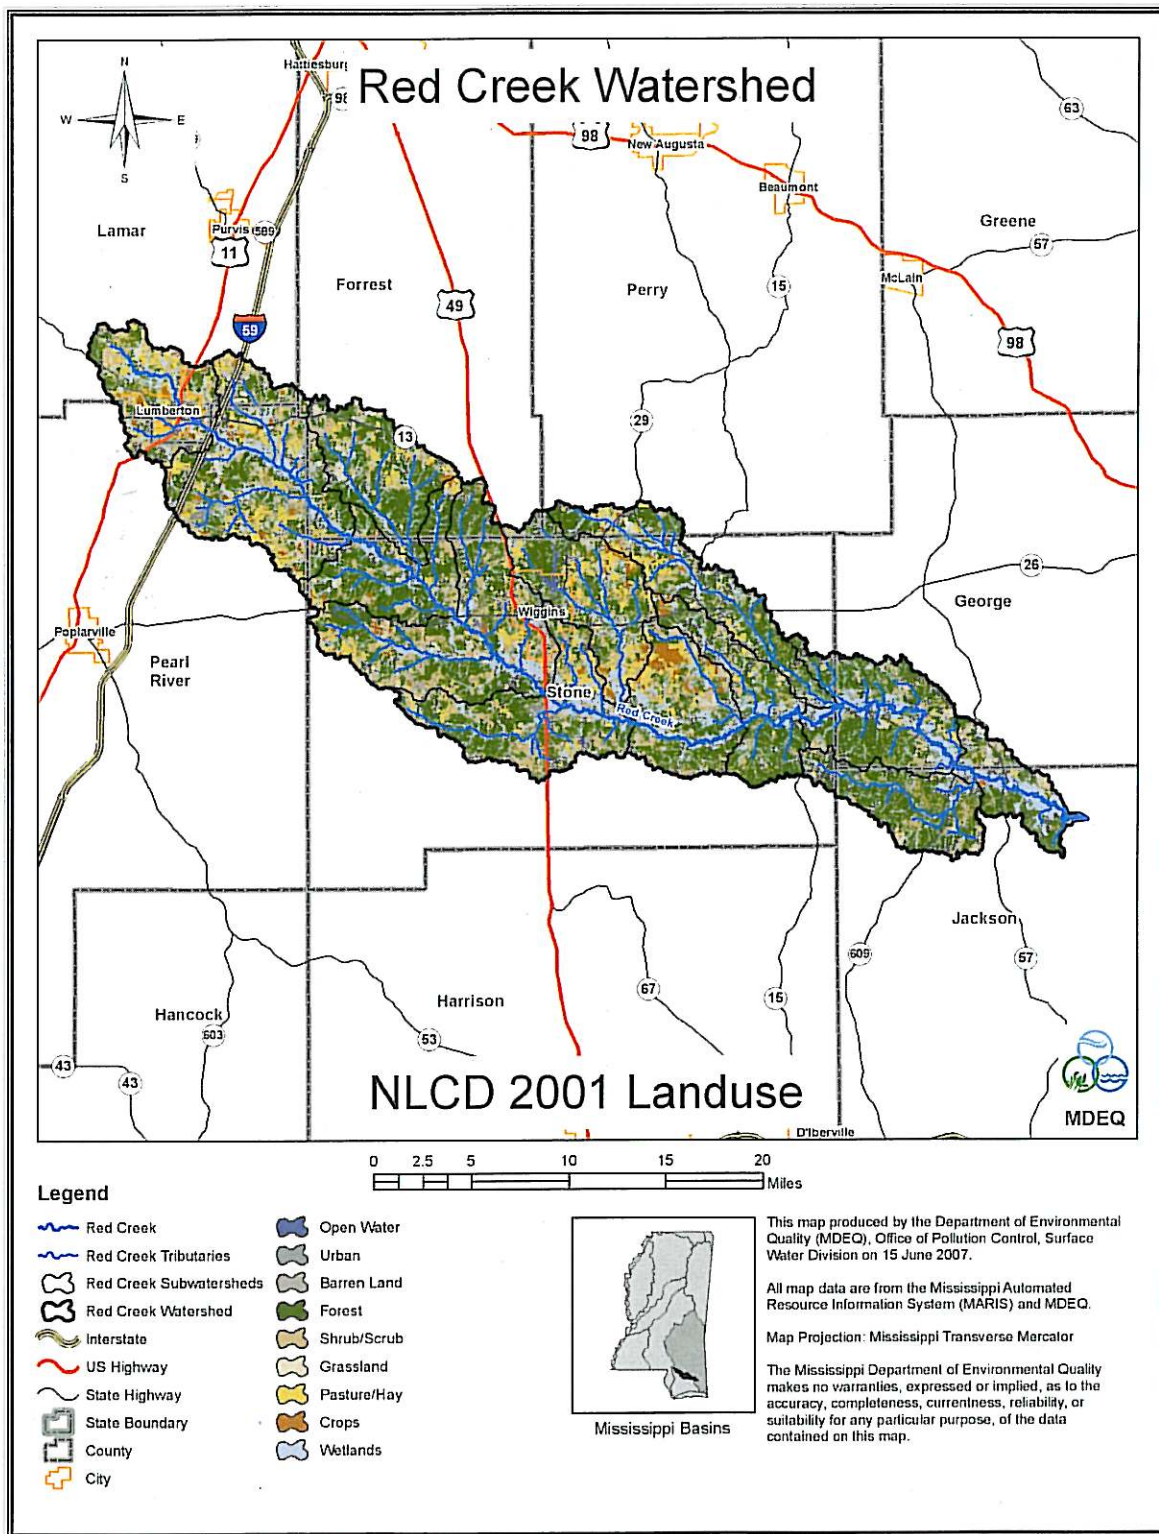 Red Creek Watershed
Hattiesburg
98
N
W
E
S
98
New Augusta
63
Beaumont
Greene
Lamar
Purvis
589
11
57
McLain
Forrest
Perry
15
49
59
98
Lumberton
13
29
26
George
Wiggins
Poplarville
Pearl
River
Stone
Red Creek
Jackson
609
57
Harrison
67
15
Hancock
603
53
43
43
NLCD 2001 Landuse
MDEQ
D'Iberville
0 2.5 5 10 15 20
Miles
Legend
Red Creek
Red Creek Tributaries
Red Creek Subwatersheds
Red Creek Watershed
Interstate
US Highway
State Highway
State Boundary
County
City
Open Water
Urban
Barren Land
Forest
Shrub/Scrub
Grassland
Pasture/Hay
Crops
Wetlands
Mississippi Basins
This map produced by the Department of Environmental
Quality (MDEQ), Office of Pollution Control, Surface
Water Division on 15 June 2007.
All map data are from the Mississippi Automated
Resource Information System (MARIS) and MDEQ.
Map Projection: Mississippi Transverse Mercator
The Mississippi Department of Environmental Quality
makes no warranties, expressed or implied, as to the
accuracy, completeness, currentness, reliability, or
suitability for any particular purpose, of the data
contained on this map.